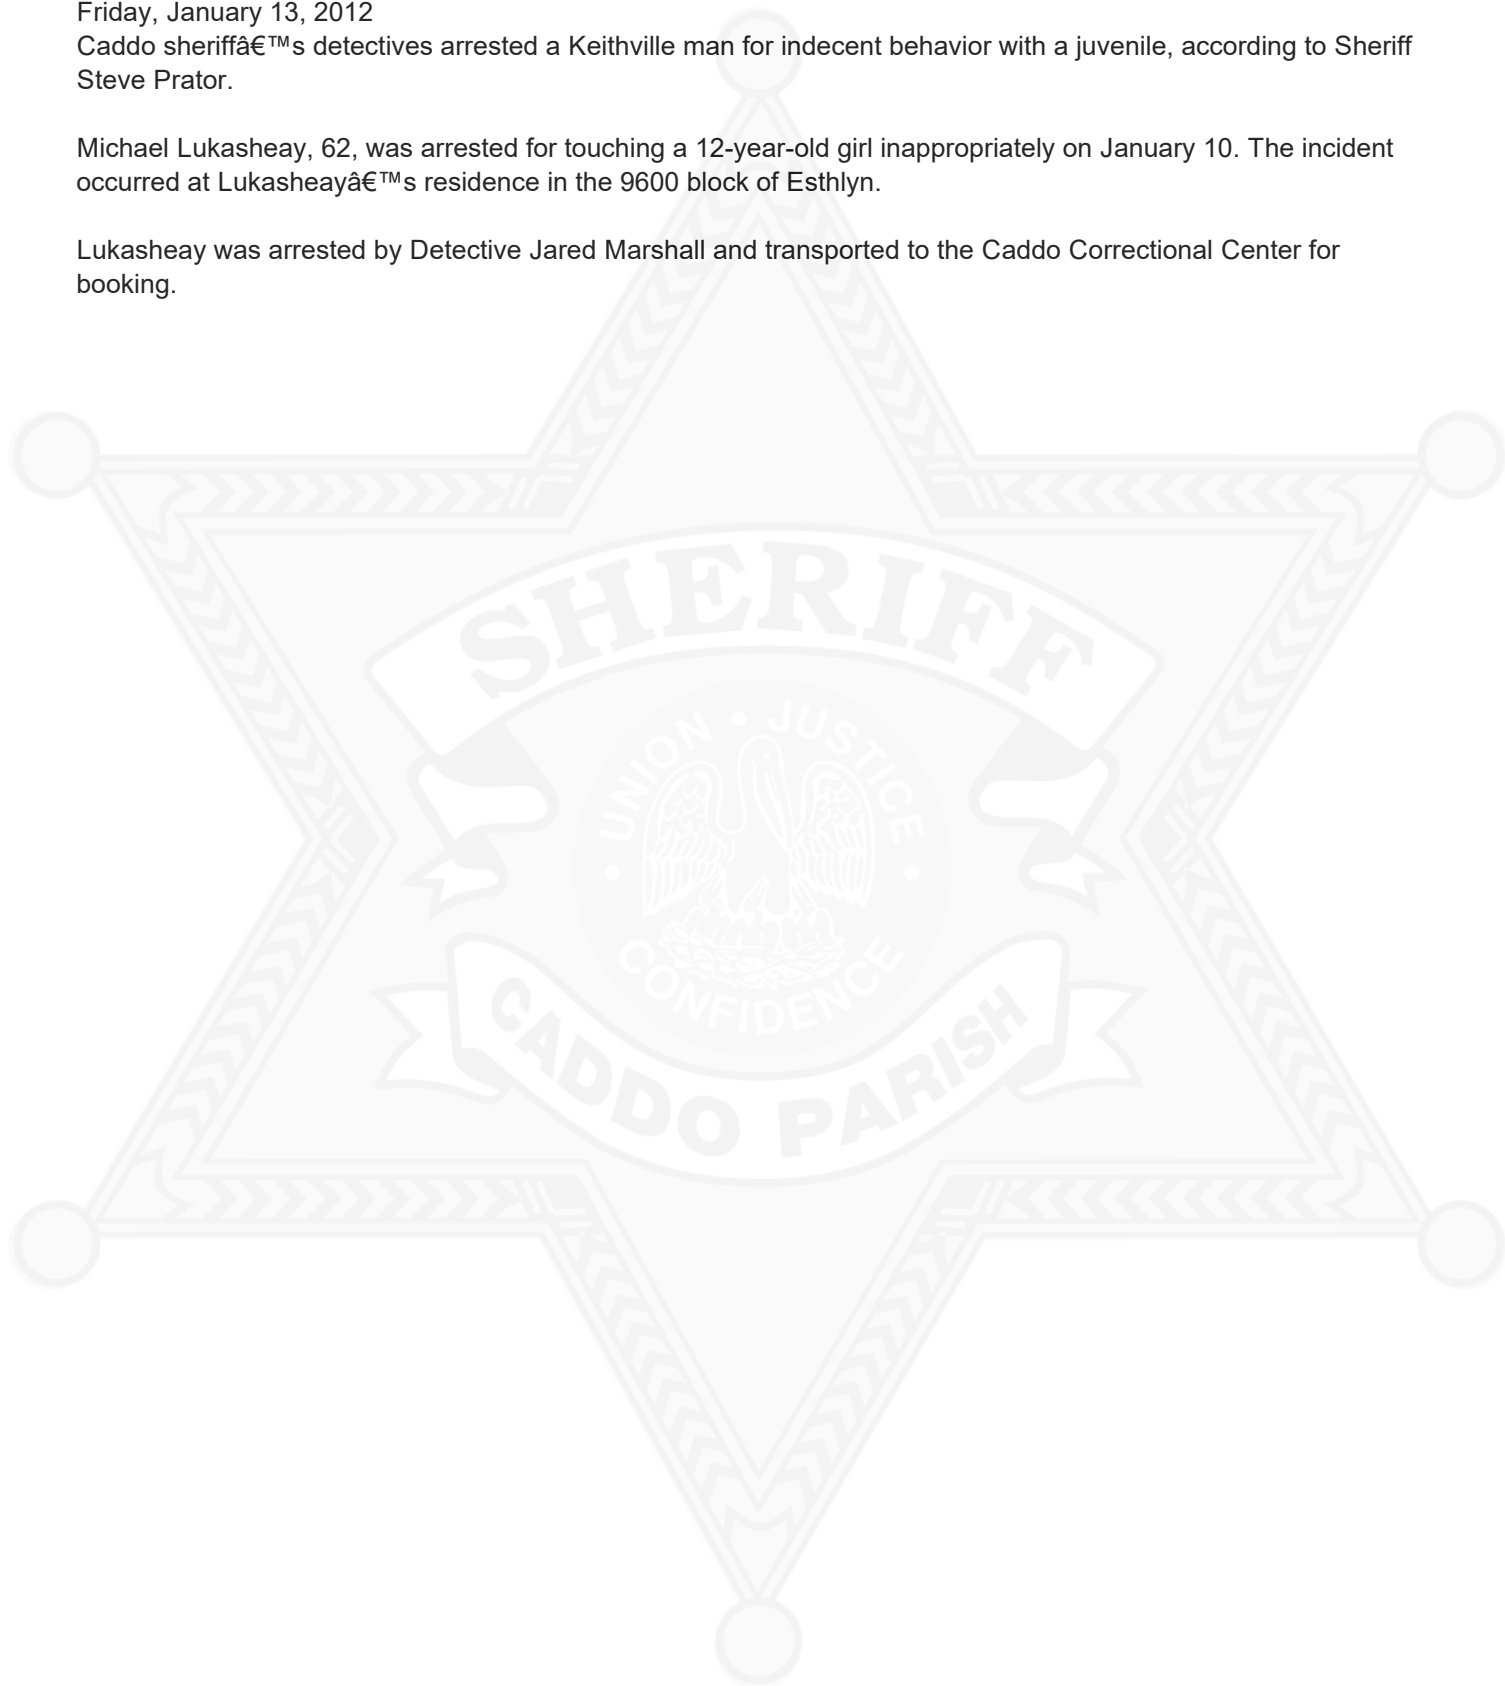 Friday, January 13, 2012
Caddo sheriffâ€™s detectives arrested a Keithville man for indecent behavior with a juvenile, according to Sheriff
Steve Prator.
Michael Lukasheay, 62, was arrested for touching a 12-year-old girl inappropriately on January 10. The incident
occurred at Lukasheayâ€™s residence in the 9600 block of Esthlyn.
Lukasheay was arrested by Detective Jared Marshall and transported to the Caddo Correctional Center for
booking.
SHERIFF
UNION • JUSTICE
• CONFIDENCE •
CADDO PARISH